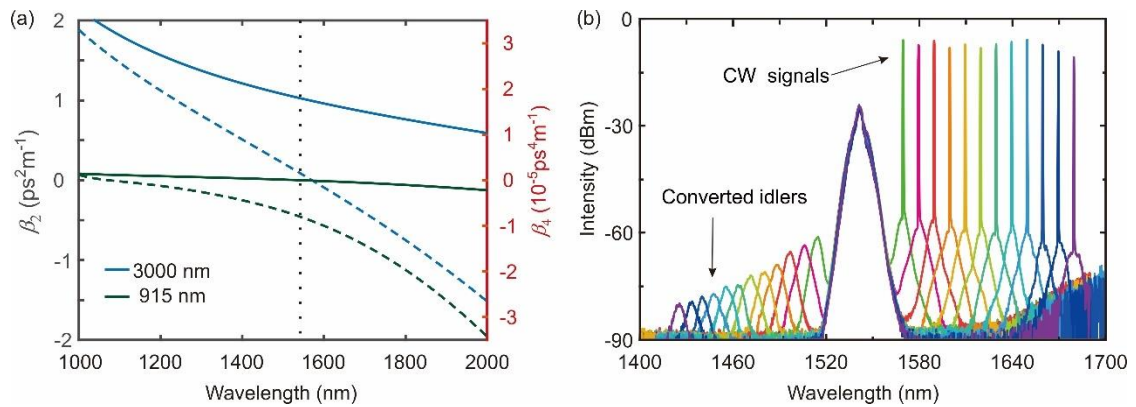 (a)
2
1
0
-1
-2
β2 (ps2m-1)
3000 nm
915 nm
1000 1200 1400 1600 1800 2000
Wavelength (nm)
3
2
1
0
-1
-2
-3
β4 (10-5ps4m-1)
(b)
0
-30
-60
-90
Intensity (dBm)
CW signals
Converted idlers
1400 1460 1520 1580 1640 1700
Wavelength (nm)